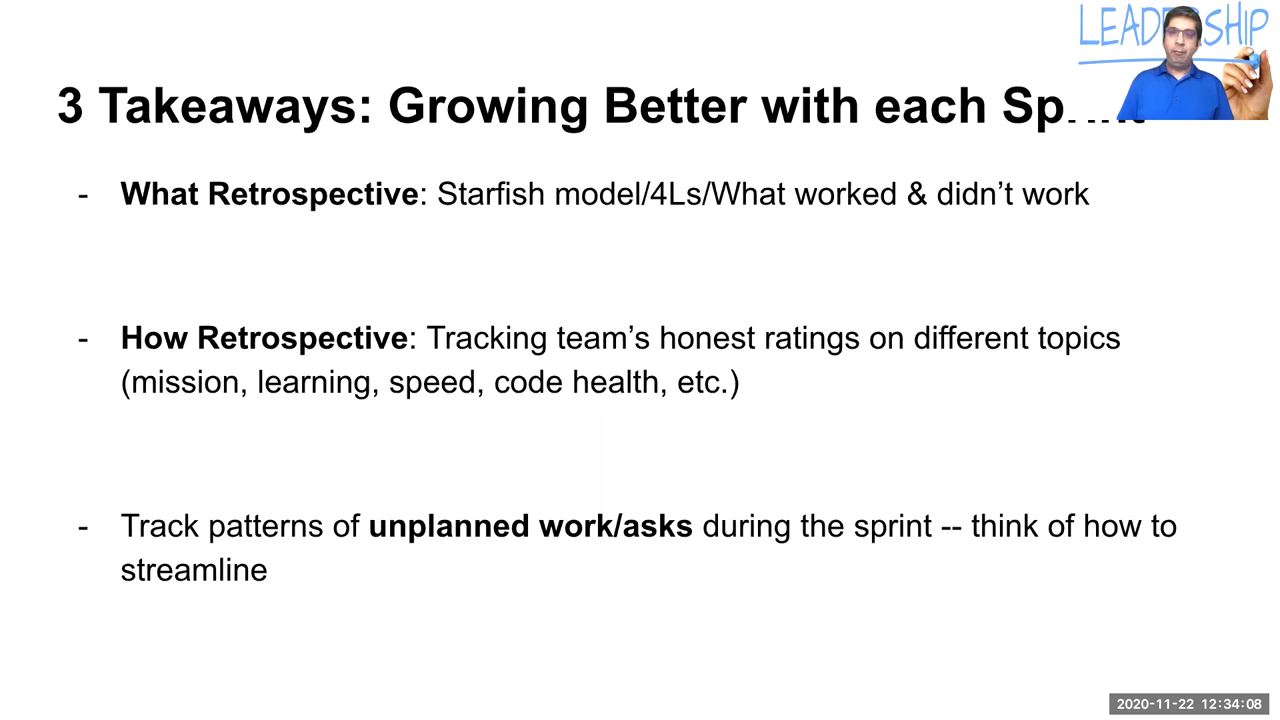 LEADERSHIP
3 Takeaways: Growing Better with each
- What Retrospective: Starfish model/4Ls/What worked & didn’t work
- How Retrospective: Tracking team’s honest ratings on different topics
(mission, learning, speed, code health, etc.)
- Track patterns of unplanned work/asks during the sprint -- think of how to
streamline
2020-11-22 12:34:08